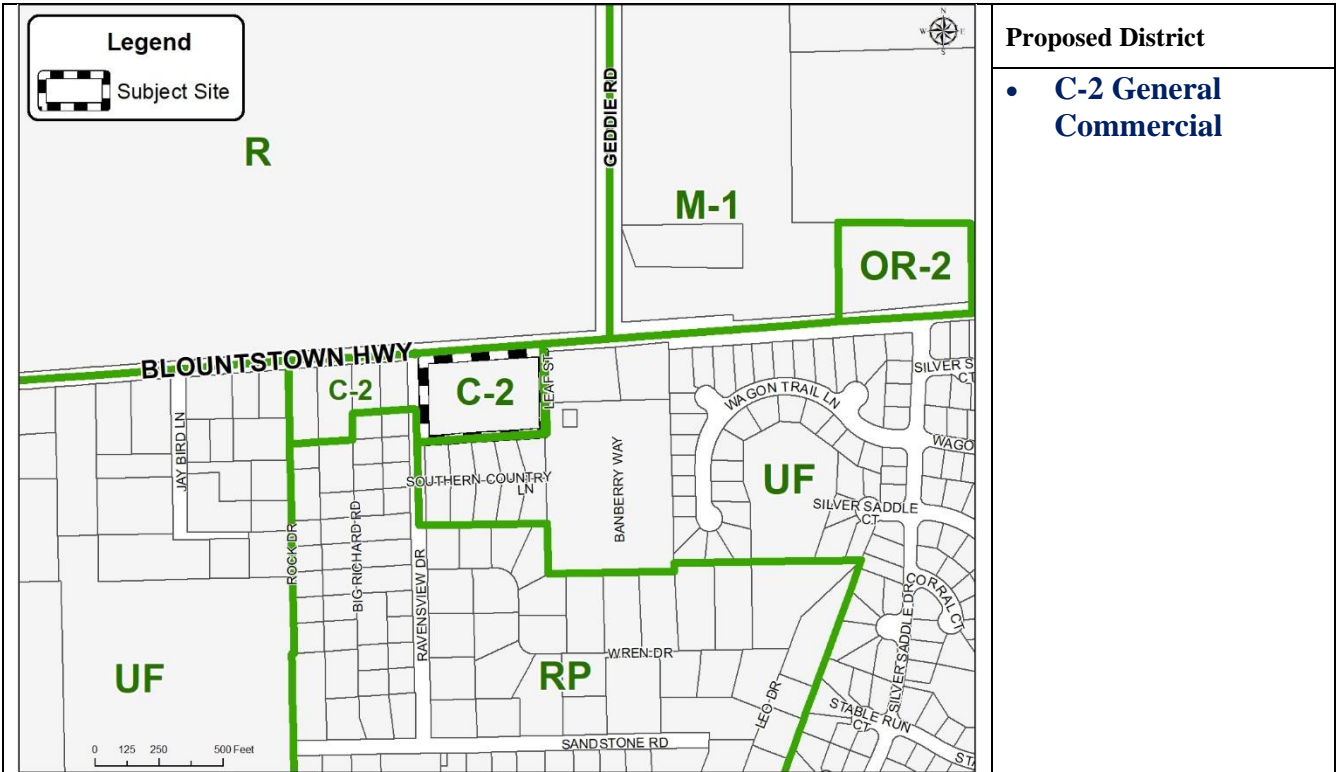 Legend
Subject Site
N
W E
S
Proposed District
• C-2 General
Commercial
R
GEDDIE RD
M-1
OR-2
BLOUNTSTOWN HWY
C-2
C-2
LEAF ST
SILVER S
CT
WAGON TRAIL LN
WAGO
JAY BIRD LN
SOUTHERN COUNTRY
LN
BANBERRY WAY
UF
SILVER SADDLE
CT
ROCK DR
BIG RICHARD RD
RAVENSVIEW DR
CORRAL CT
SILVER SADDLE DR
UF
RP
WREN DR
LEO DR
STABLE RUN
CT
STA
SANDSTONE RD
0 125 250 500 Feet